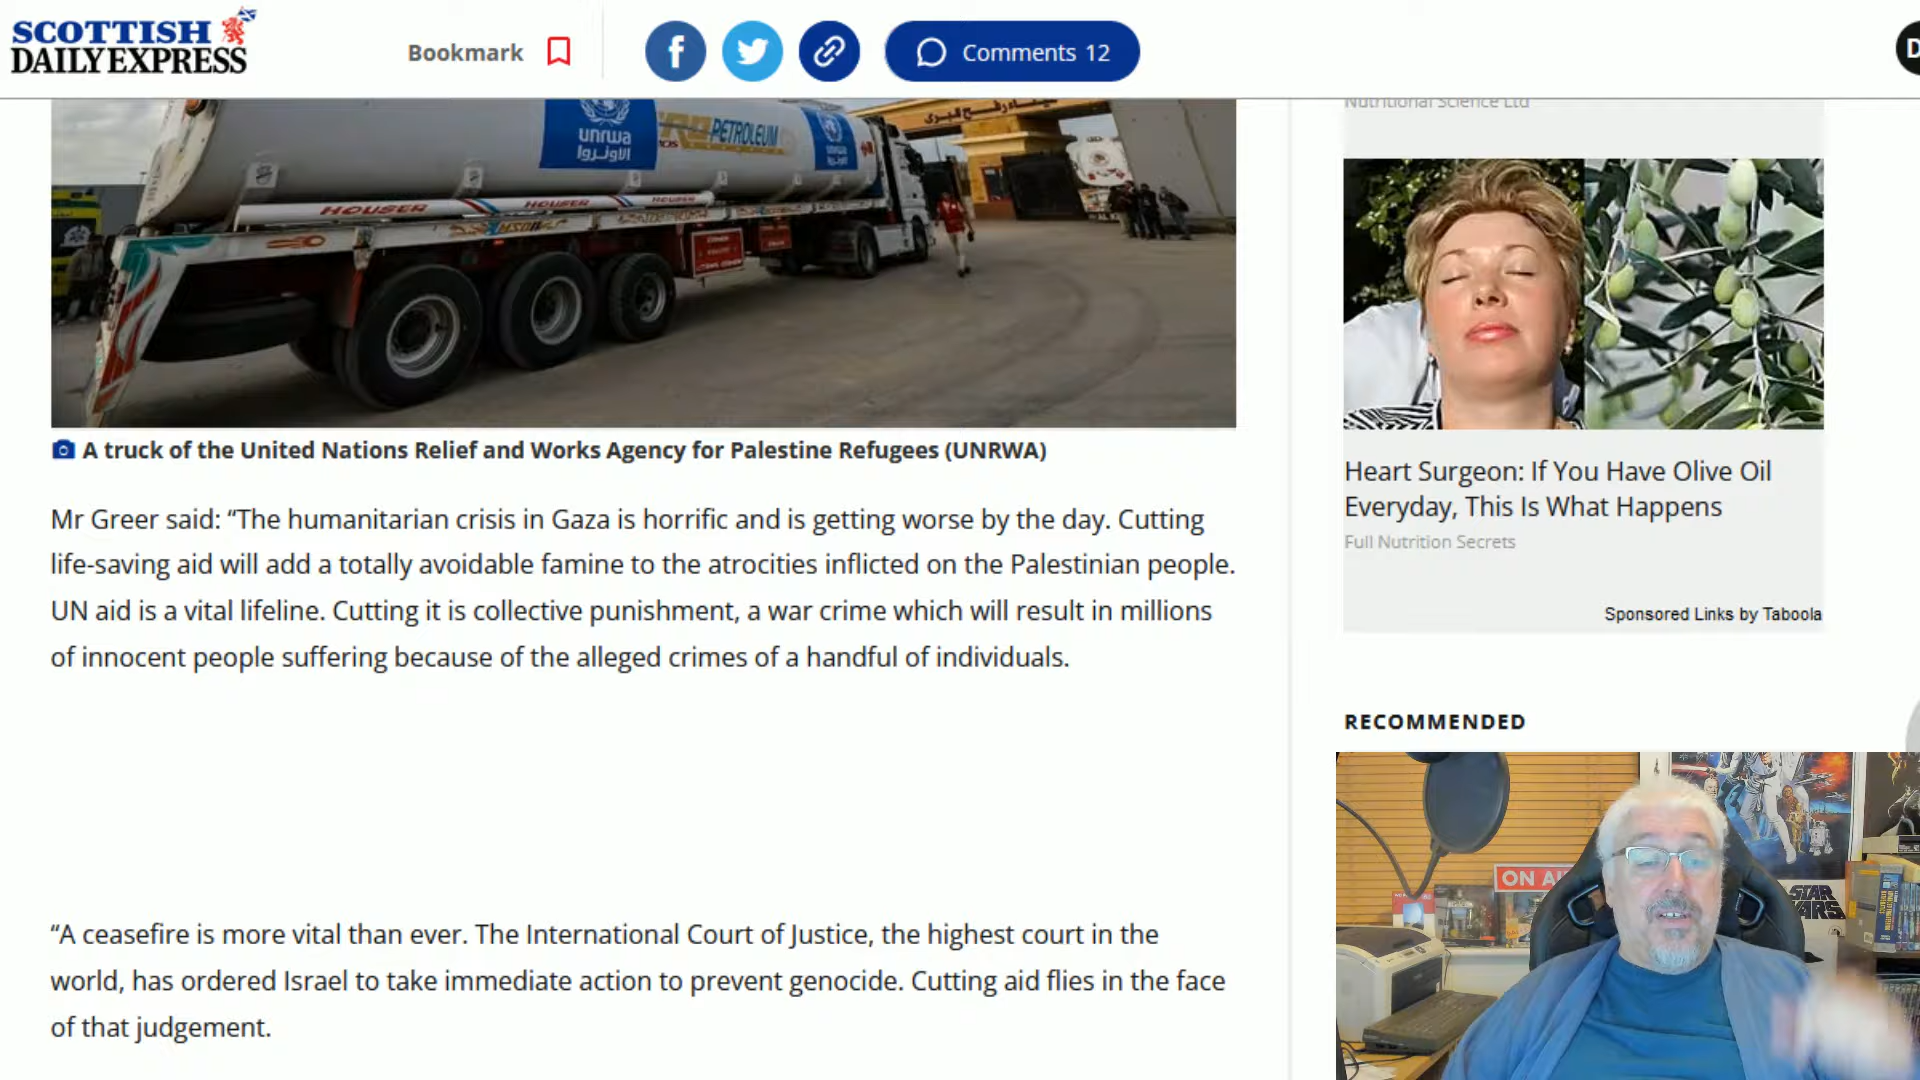 SCOTTISH
DAILY EXPRESS
Bookmark
Comments 12
D
Nutritional Science Ltd
unrwa
الاونروا
PETROLEUM
HOUSER HOUSER HOUSER
A truck of the United Nations Relief and Works Agency for Palestine Refugees (UNRWA)
Mr Greer said: “The humanitarian crisis in Gaza is horrific and is getting worse by the day. Cutting
life-saving aid will add a totally avoidable famine to the atrocities inflicted on the Palestinian people.
UN aid is a vital lifeline. Cutting it is collective punishment, a war crime which will result in millions
of innocent people suffering because of the alleged crimes of a handful of individuals.
“A ceasefire is more vital than ever. The International Court of Justice, the highest court in the
world, has ordered Israel to take immediate action to prevent genocide. Cutting aid flies in the face
of that judgement.
Heart Surgeon: If You Have Olive Oil
Everyday, This Is What Happens
Full Nutrition Secrets
Sponsored Links by Taboola
RECOMMENDED
ON AI
STAR
WARS